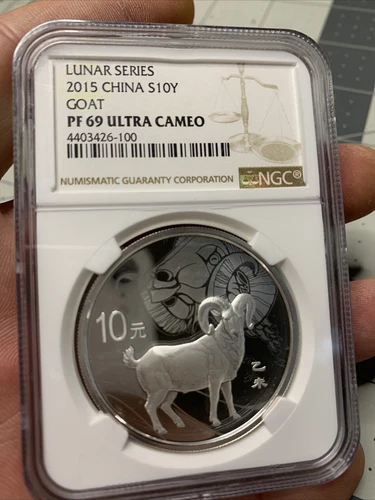 LUNAR SERIES
2015 CHINA S10Y
GOAT
PF 69 ULTRA CAMEO
4403426-100
NUMISMATIC GUARANTY CORPORATION
NGC®
10元
乙未